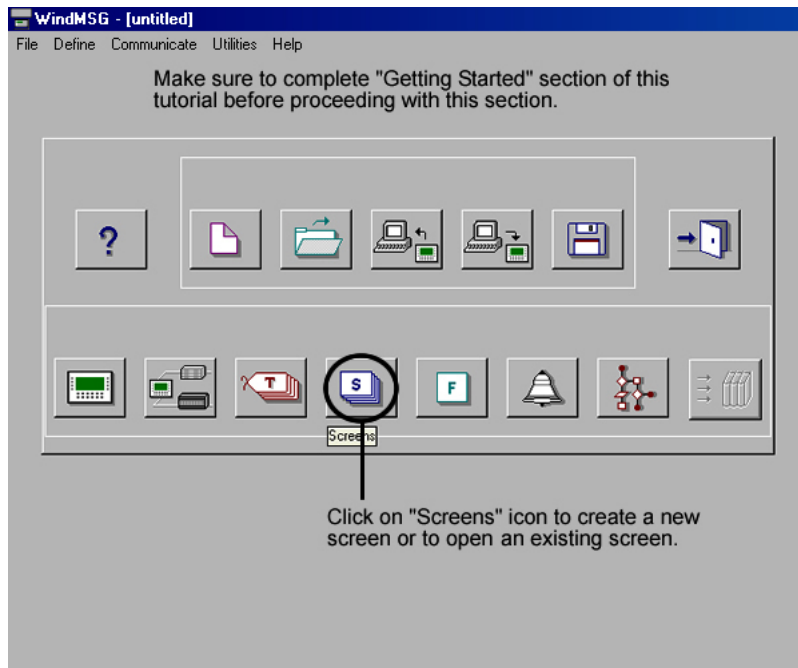 WindMSG - [untitled]
File Define Communicate Utilities Help
Make sure to complete "Getting Started" section of this
tutorial before proceeding with this section.
?
T
S
F
Screens
Click on "Screens" icon to create a new
screen or to open an existing screen.